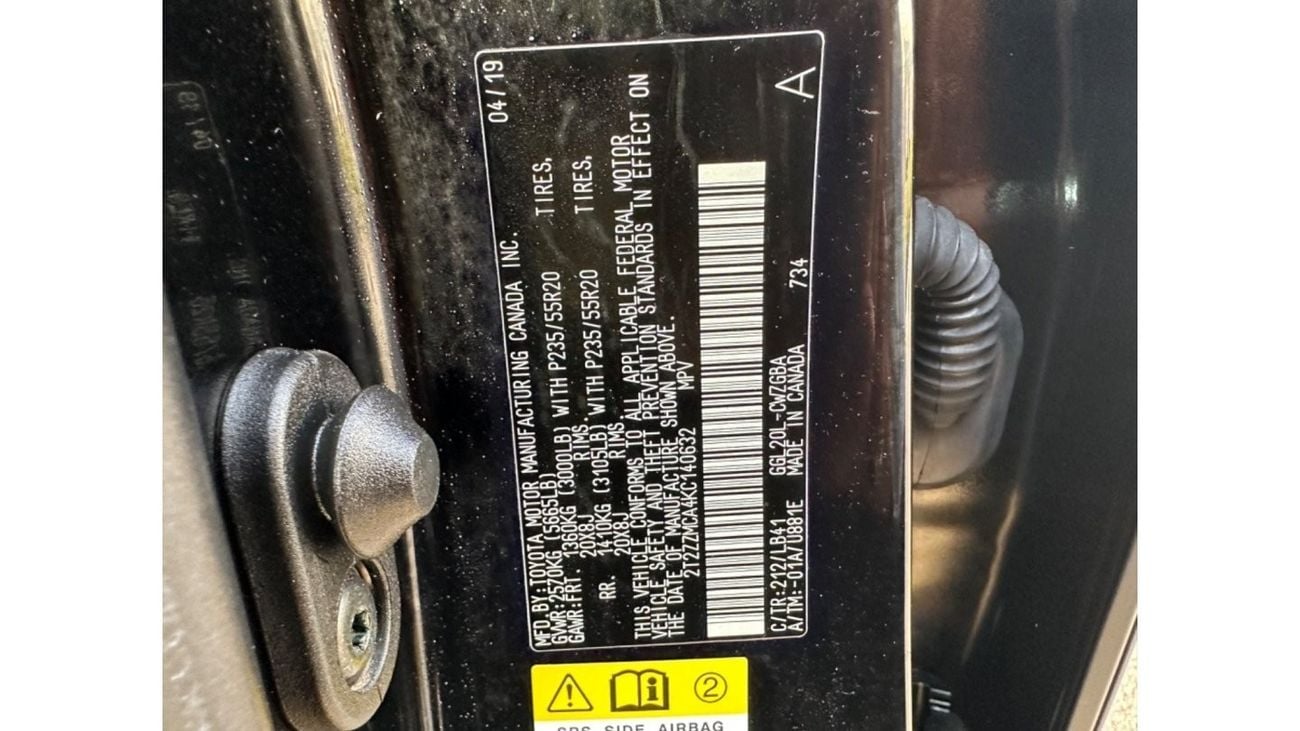 MFD.BY:TOYOTA MOTOR MANUFACTURING CANADA INC. 04/19
GVWR:2570KG (5665LB)
GAWR:FRT. 1360KG (3000LB) WITH P235/55R20 TIRES,
20X8J RIMS.
RR. 1410KG (3105LB) WITH P235/55R20 TIRES,
20X8J RIMS.
THIS VEHICLE CONFORMS TO ALL APPLICABLE FEDERAL MOTOR
VEHICLE SAFETY AND THEFT PREVENTION STANDARDS IN EFFECT ON
THE DATE OF MANUFACTURE SHOWN ABOVE.
2T2ZZMCA4KC140632 MPV
C/TR:212/LB41 GGL20L-CWZGBA A
A/TM:-01A/U881E MADE IN CANADA 734
2
SRS SIDE AIRBAG